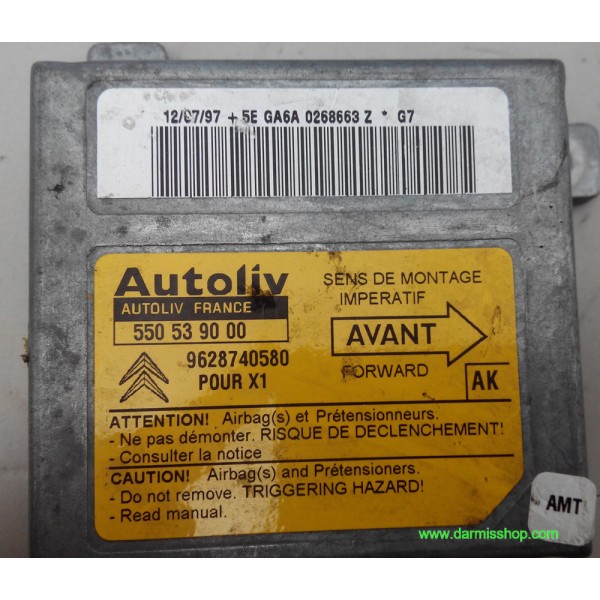 12/07/97 + 5E GA6A 0268663 Z * G7
Autoliv
AUTOLIV FRANCE
550 53 90 00
9628740580
POUR X1
SENS DE MONTAGE
IMPERATIF
AVANT
FORWARD
AK
ATTENTION! Airbag(s) et Prétensionneurs.
- Ne pas démonter. RISQUE DE DECLENCHEMENT!
- Consulter la notice
CAUTION! Airbag(s) and Prétensioners.
- Do not remove. TRIGGERING HAZARD!
- Read manual.
AMT
www.darmisshop.com